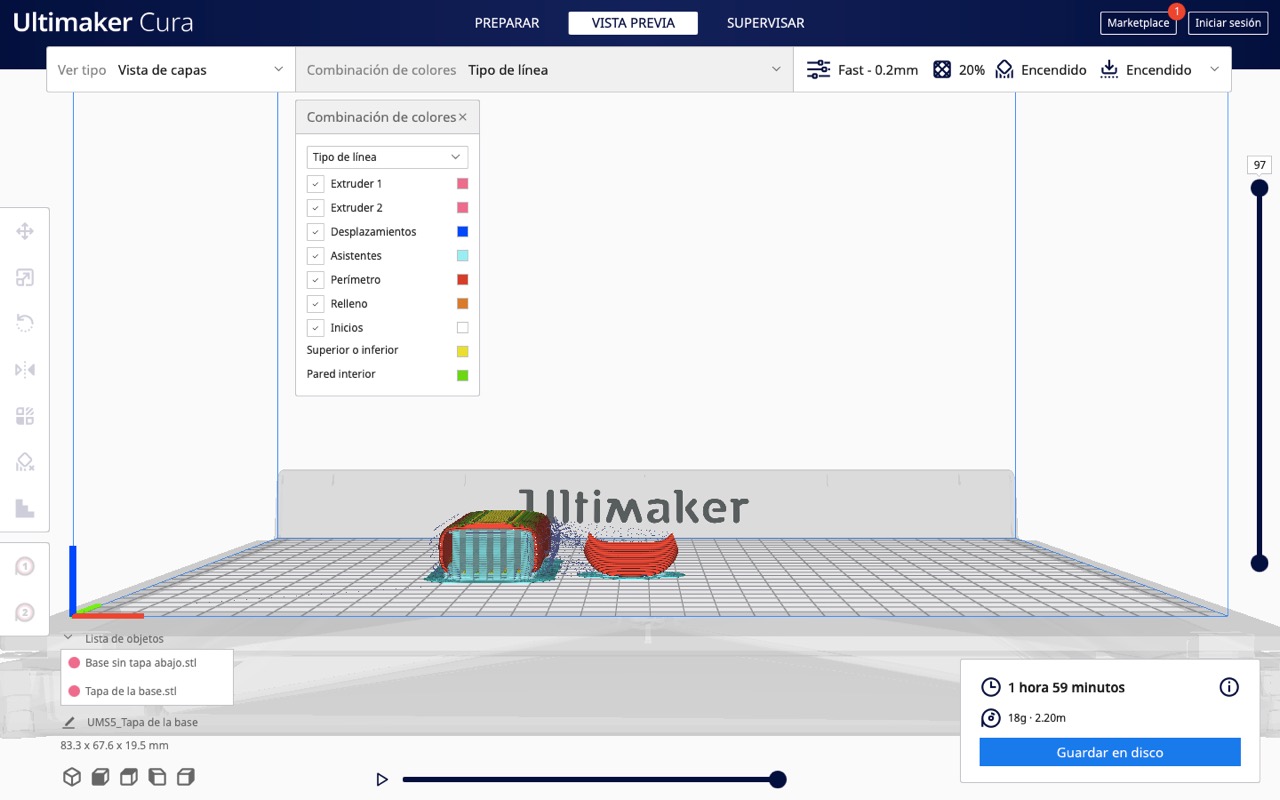 Ultimaker Cura
PREPARAR
VISTA PREVIA
SUPERVISAR
Marketplace
1
Iniciar sesión
Ver tipo Vista de capas
Combinación de colores Tipo de línea
Fast - 0.2mm
20%
Encendido
Encendido
Combinación de colores
Tipo de línea
Extruder 1
Extruder 2
Desplazamientos
Asistentes
Perímetro
Relleno
Inicios
Superior o inferior
Pared interior
97
Ultimaker
1
2
Lista de objetos
Base sin tapa abajo.stl
Tapa de la base.stl
UMS5_Tapa de la base
83.3 x 67.6 x 19.5 mm
1 hora 59 minutos
18g · 2.20m
Guardar en disco